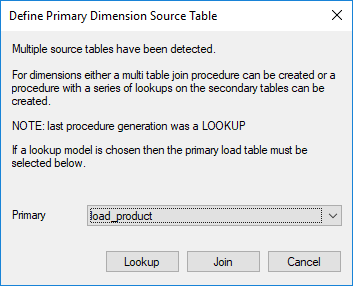 Define Primary Dimension Source Table
Multiple source tables have been detected.
For dimensions either a multi table join procedure can be created or a
procedure with a series of lookups on the secondary tables can be
created.
NOTE: last procedure generation was a LOOKUP
If a lookup model is chosen then the primary load table must be
selected below.
Primary
load_product
Lookup
Join
Cancel